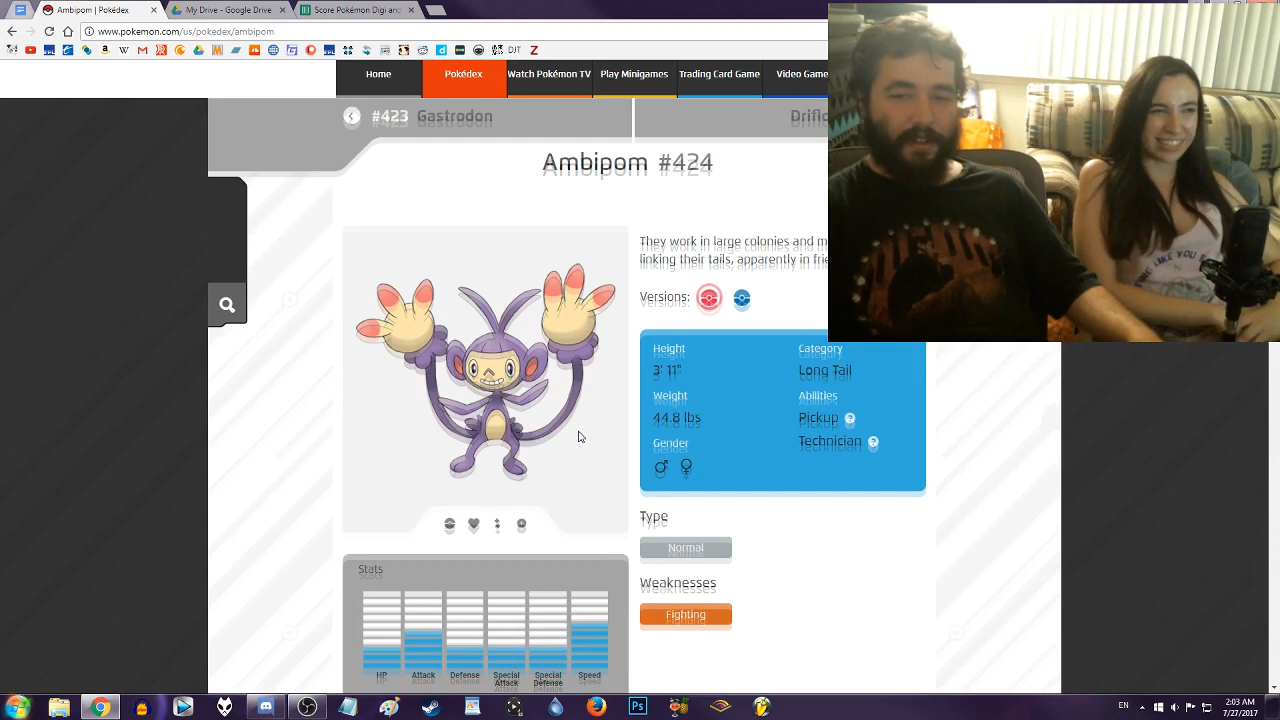 Ambipom | Pokédex
My Drive - Google Drive
Score Pokémon Digi and
www.pokemon.com/us/pokedex/ambipom
DJT
Home
Pokédex
Watch Pokémon TV
Play Minigames
Trading Card Game
Video Game
#423 Gastrodon
Driflo
Ambipom #424
They work in large colonies and m
linking their tails, apparently in frie
Versions:
Height
Category
3' 11"
Long Tail
Weight
Abilities
44.8 lbs
Pickup ?
Gender
Technician ?
Type
Normal
Weaknesses
Fighting
Stats
HP
Attack
Defense
Special Attack
Special Defense
Speed
EN
2:03 AM
7/27/2017